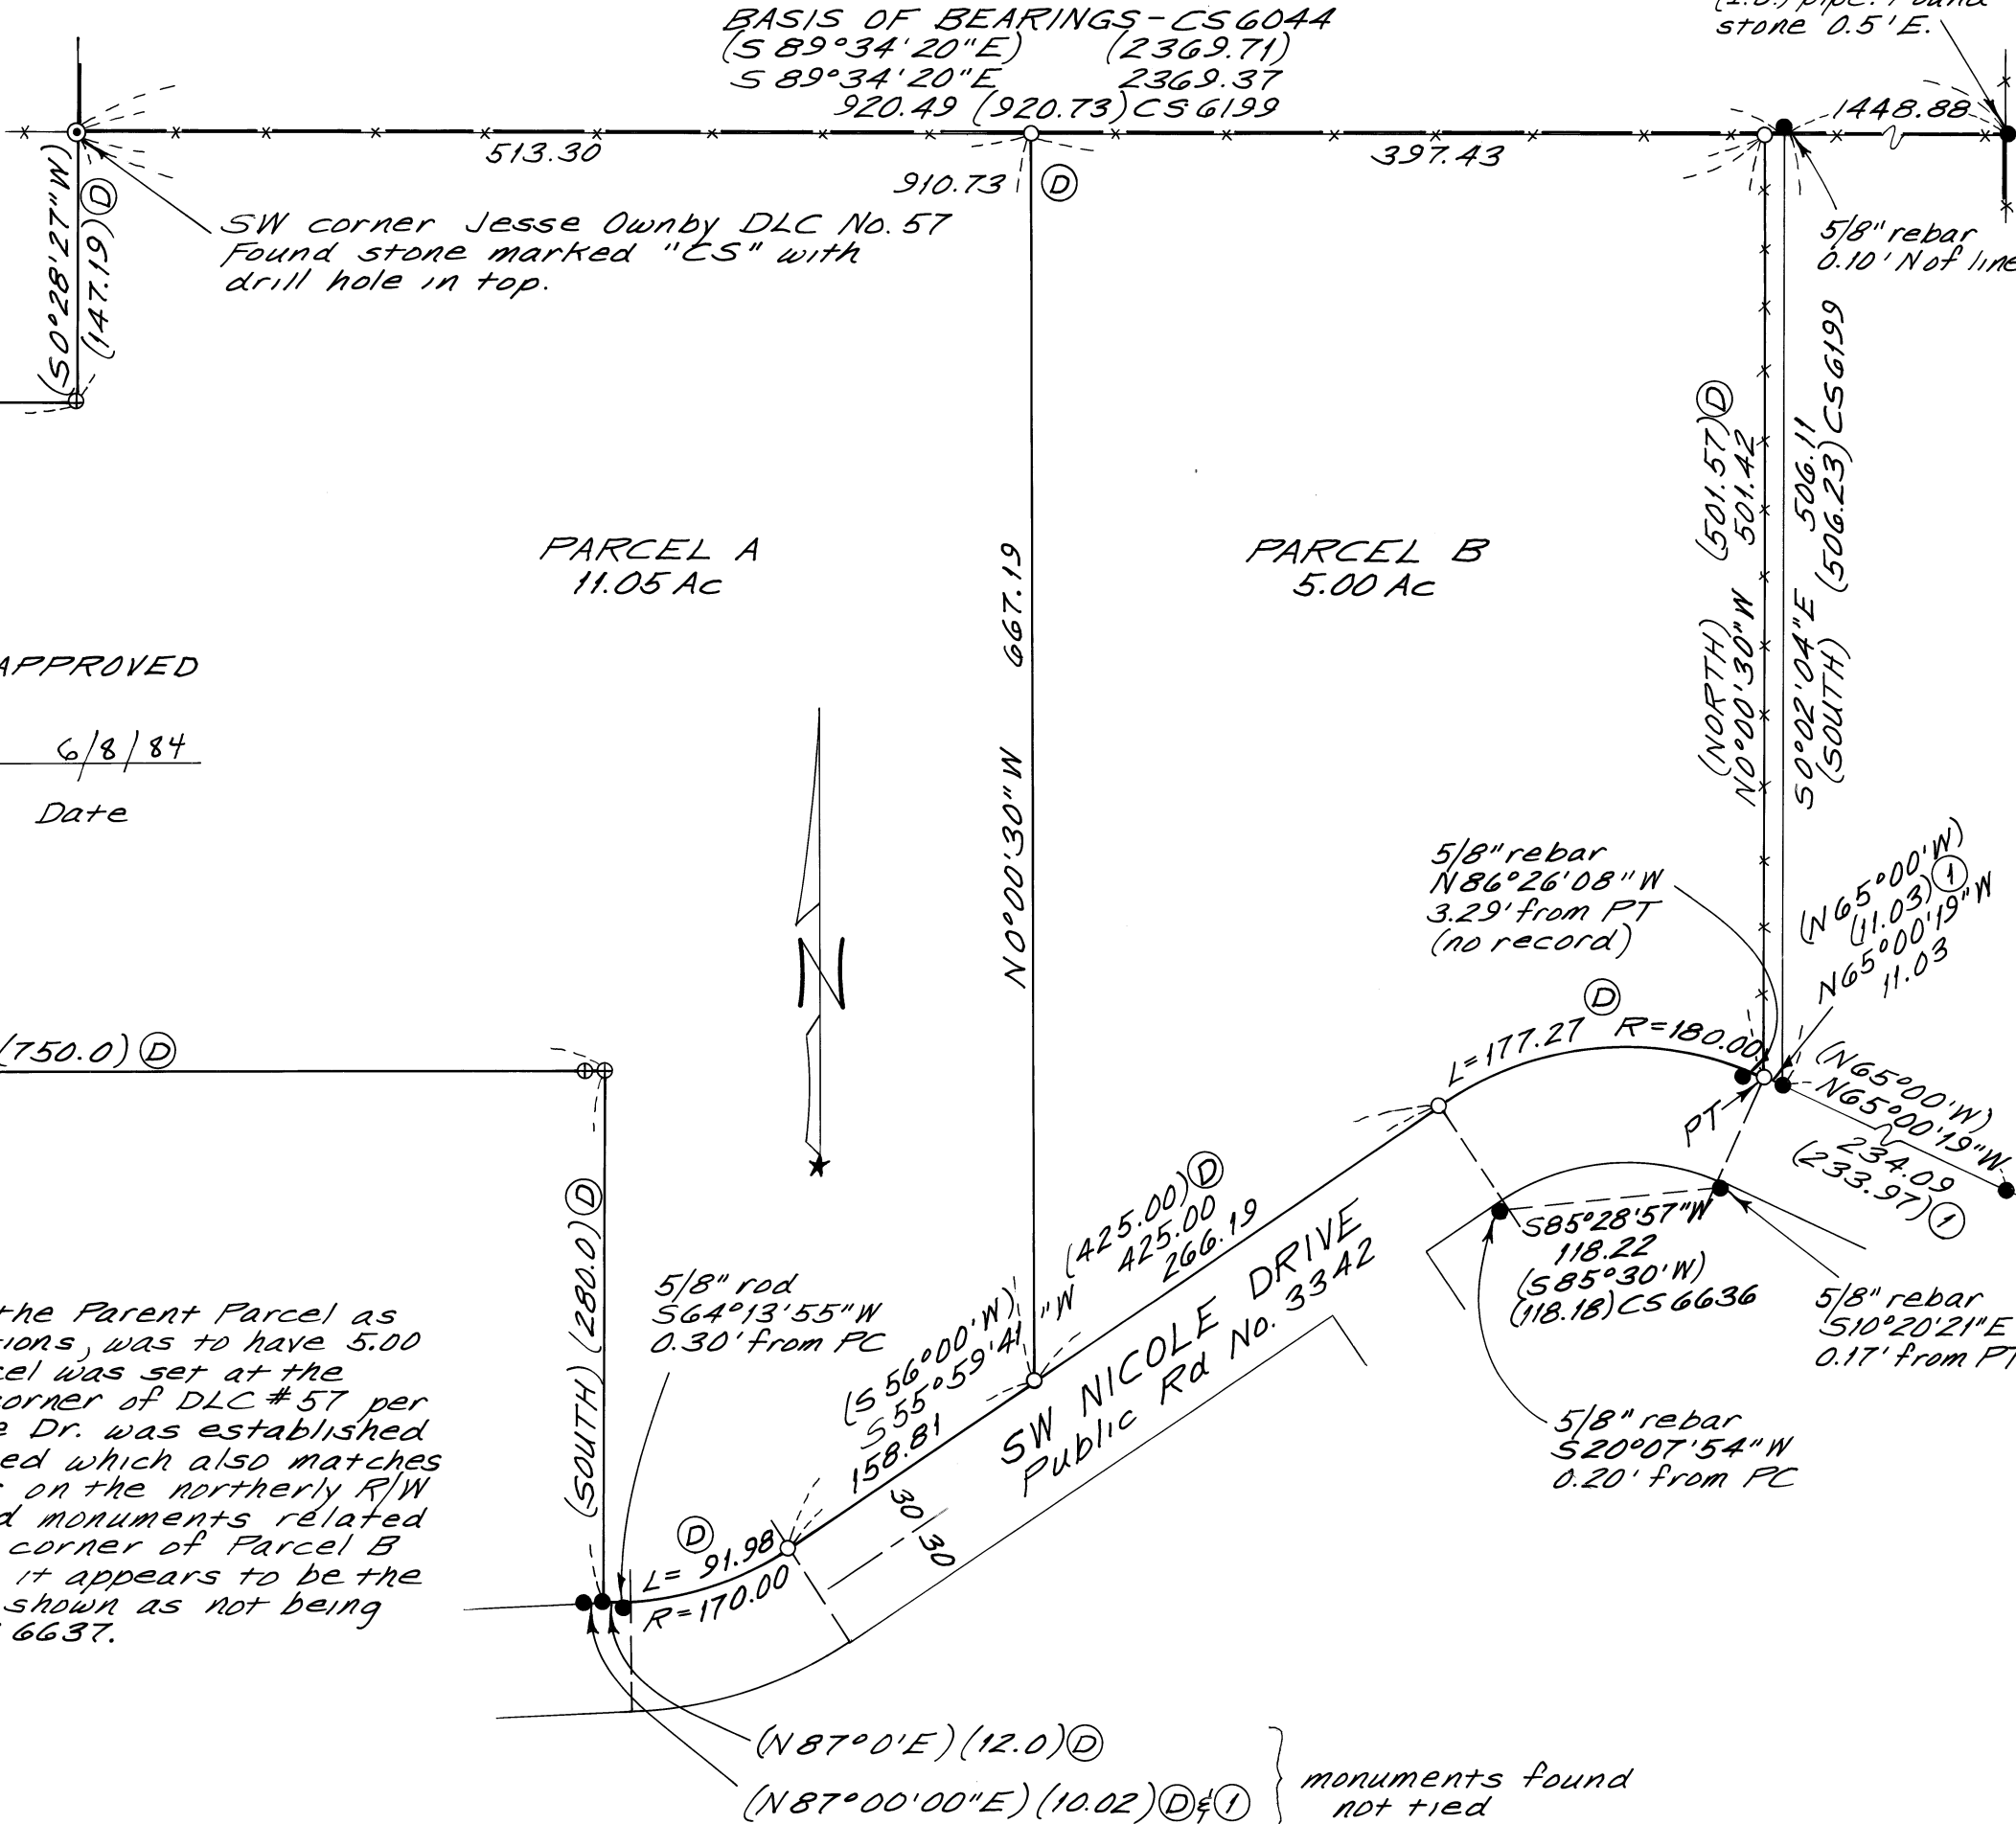 BASIS OF BEARINGS-CS6044
(S 89°34'20"E) (2369.71)
S 89°34'20"E 2369.37
920.49 (920.73) CS 6199
stone 0.5' E.
1448.88
513.30
397.43
910.73 D
(S0°28'27"W)
(147.19) D
SW corner Jesse Ownby DLC No. 57
Found stone marked "CS" with
drill hole in top.
5/8" rebar
0.10' N of line
PARCEL A
11.05 Ac
PARCEL B
5.00 Ac
N0°00'30"W 667.19
(NORTH) (501.57) D
N0°00'30"W 501.42
S0°02'04"E 506.11
(SOUTH) (506.23) CS6199
APPROVED
6/8/84
Date
N
5/8" rebar
N86°26'08"W
3.29' from PT
(no record)
(N65°00'W)
(11.03) 1
N65°00'19"W
11.03
(750.0) D
D
L=177.27 R=180.00
PT
(N65°00'W)
N65°00'19"W
234.09
(233.97) 1
(SOUTH) (280.0) D
(425.00) D
425.00
266.19
(S56°00'W)
S55°59'41"W
158.81
SW NICOLE DRIVE
Public Rd No. 3342
S85°28'57"W
118.22
(S85°30'W)
(118.18) CS 6636
5/8" rebar
S10°20'21"E
0.17' from PT
5/8" rod
S64°13'55"W
0.30' from PC
5/8" rebar
S20°07'54"W
0.20' from PC
the Parent Parcel as
was to have 5.00
was set at the
corner of DLC #57 per
Dr. was established
which also matches
on the northerly R/W
monuments related
corner of Parcel B
it appears to be the
shown as not being
6637.
30
30
D
L= 91.98
R=170.00
(N87°0'E) (12.0) D
(N87°00'00"E) (10.02) D & 1
monuments found
not tied